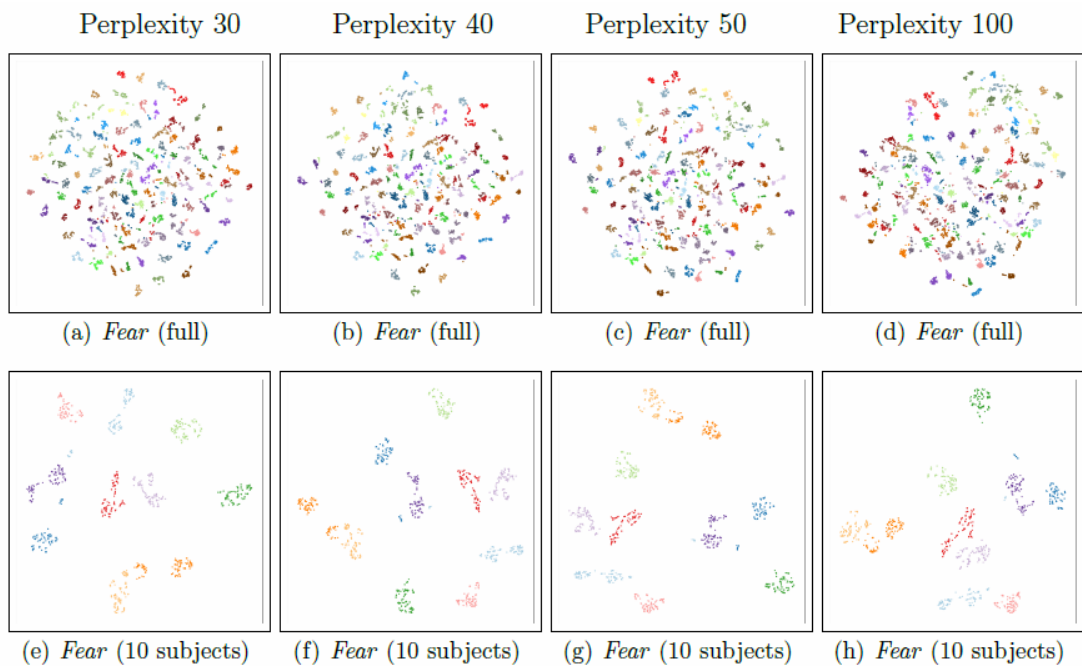 Perplexity 30 Perplexity 40 Perplexity 50 Perplexity 100
(a) Fear (full) (b) Fear (full) (c) Fear (full) (d) Fear (full)
(e) Fear (10 subjects) (f) Fear (10 subjects) (g) Fear (10 subjects) (h) Fear (10 subjects)